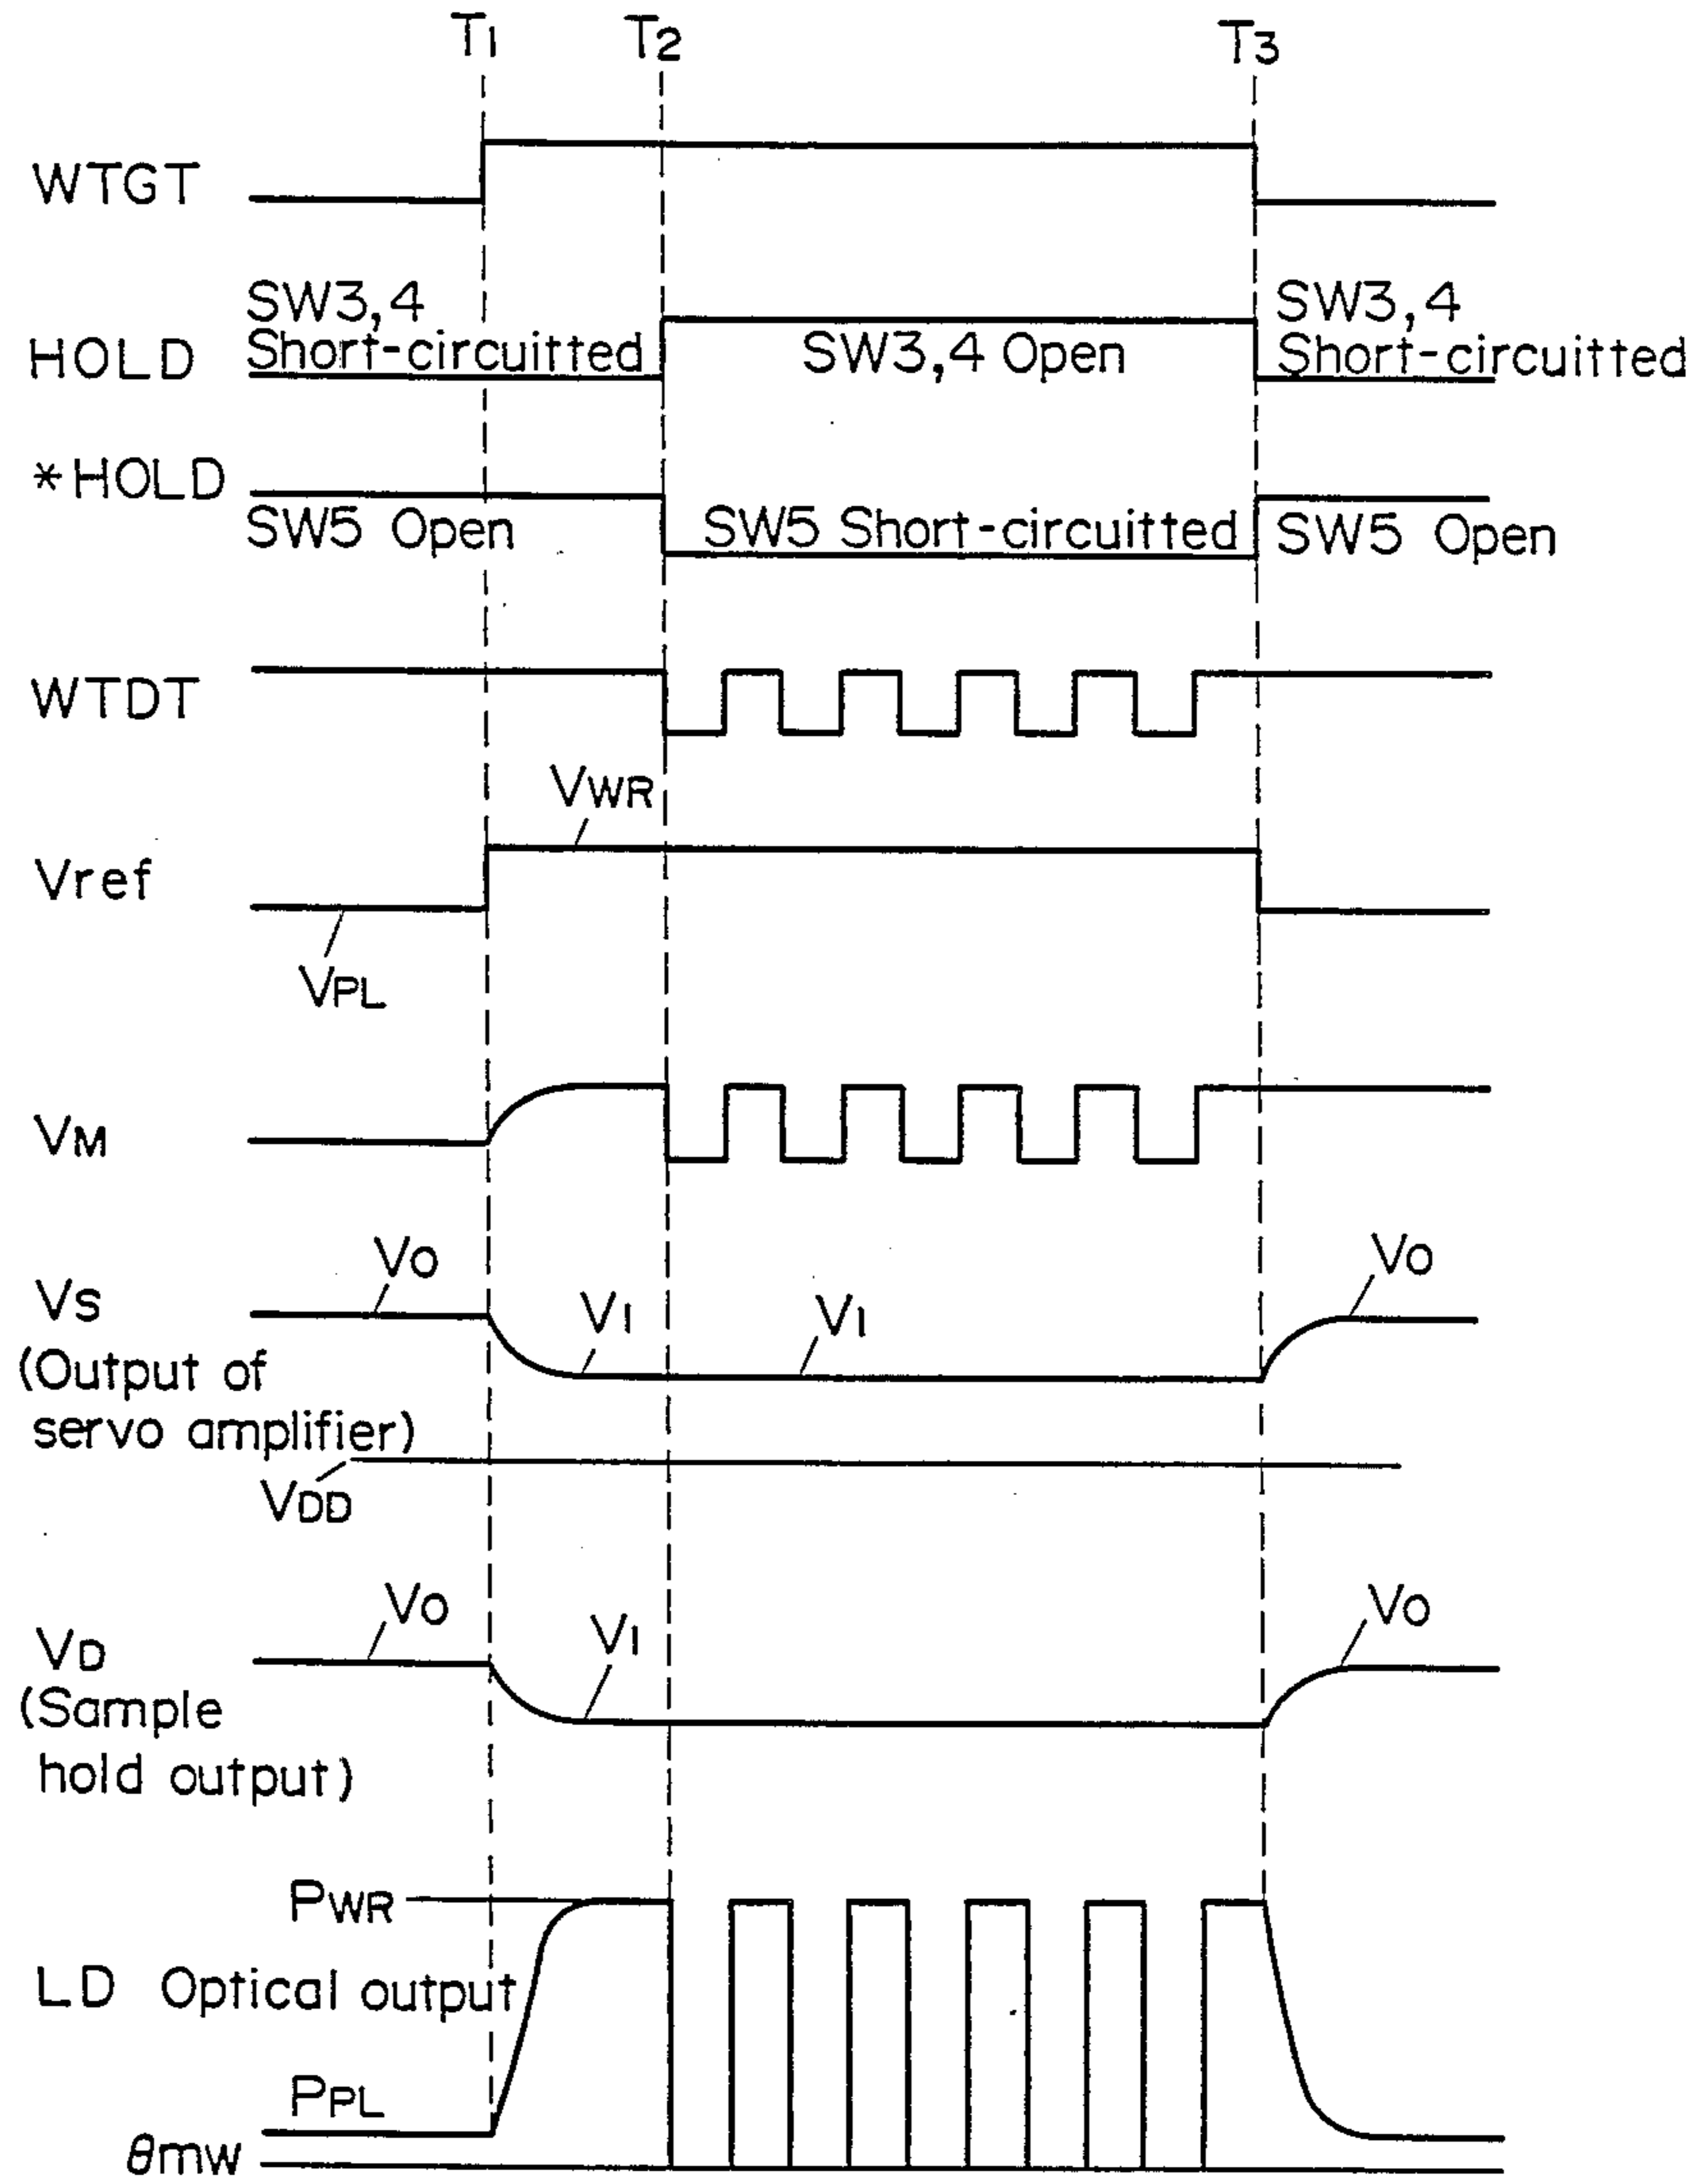 T1 T2 T3
WTGT
SW3,4
Short-circuitted
HOLD
SW3,4 Open
SW3,4
Short-circuitted
*HOLD
SW5 Open
SW5 Short-circuitted
SW5 Open
WTDT
VWR
Vref
VPL
VM
Vo
Vs
V1
V1
Vo
(Output of
servo amplifier)
VDD
Vo
VD
V1
Vo
(Sample
hold output)
PWR
LD Optical output
PPL
θmw